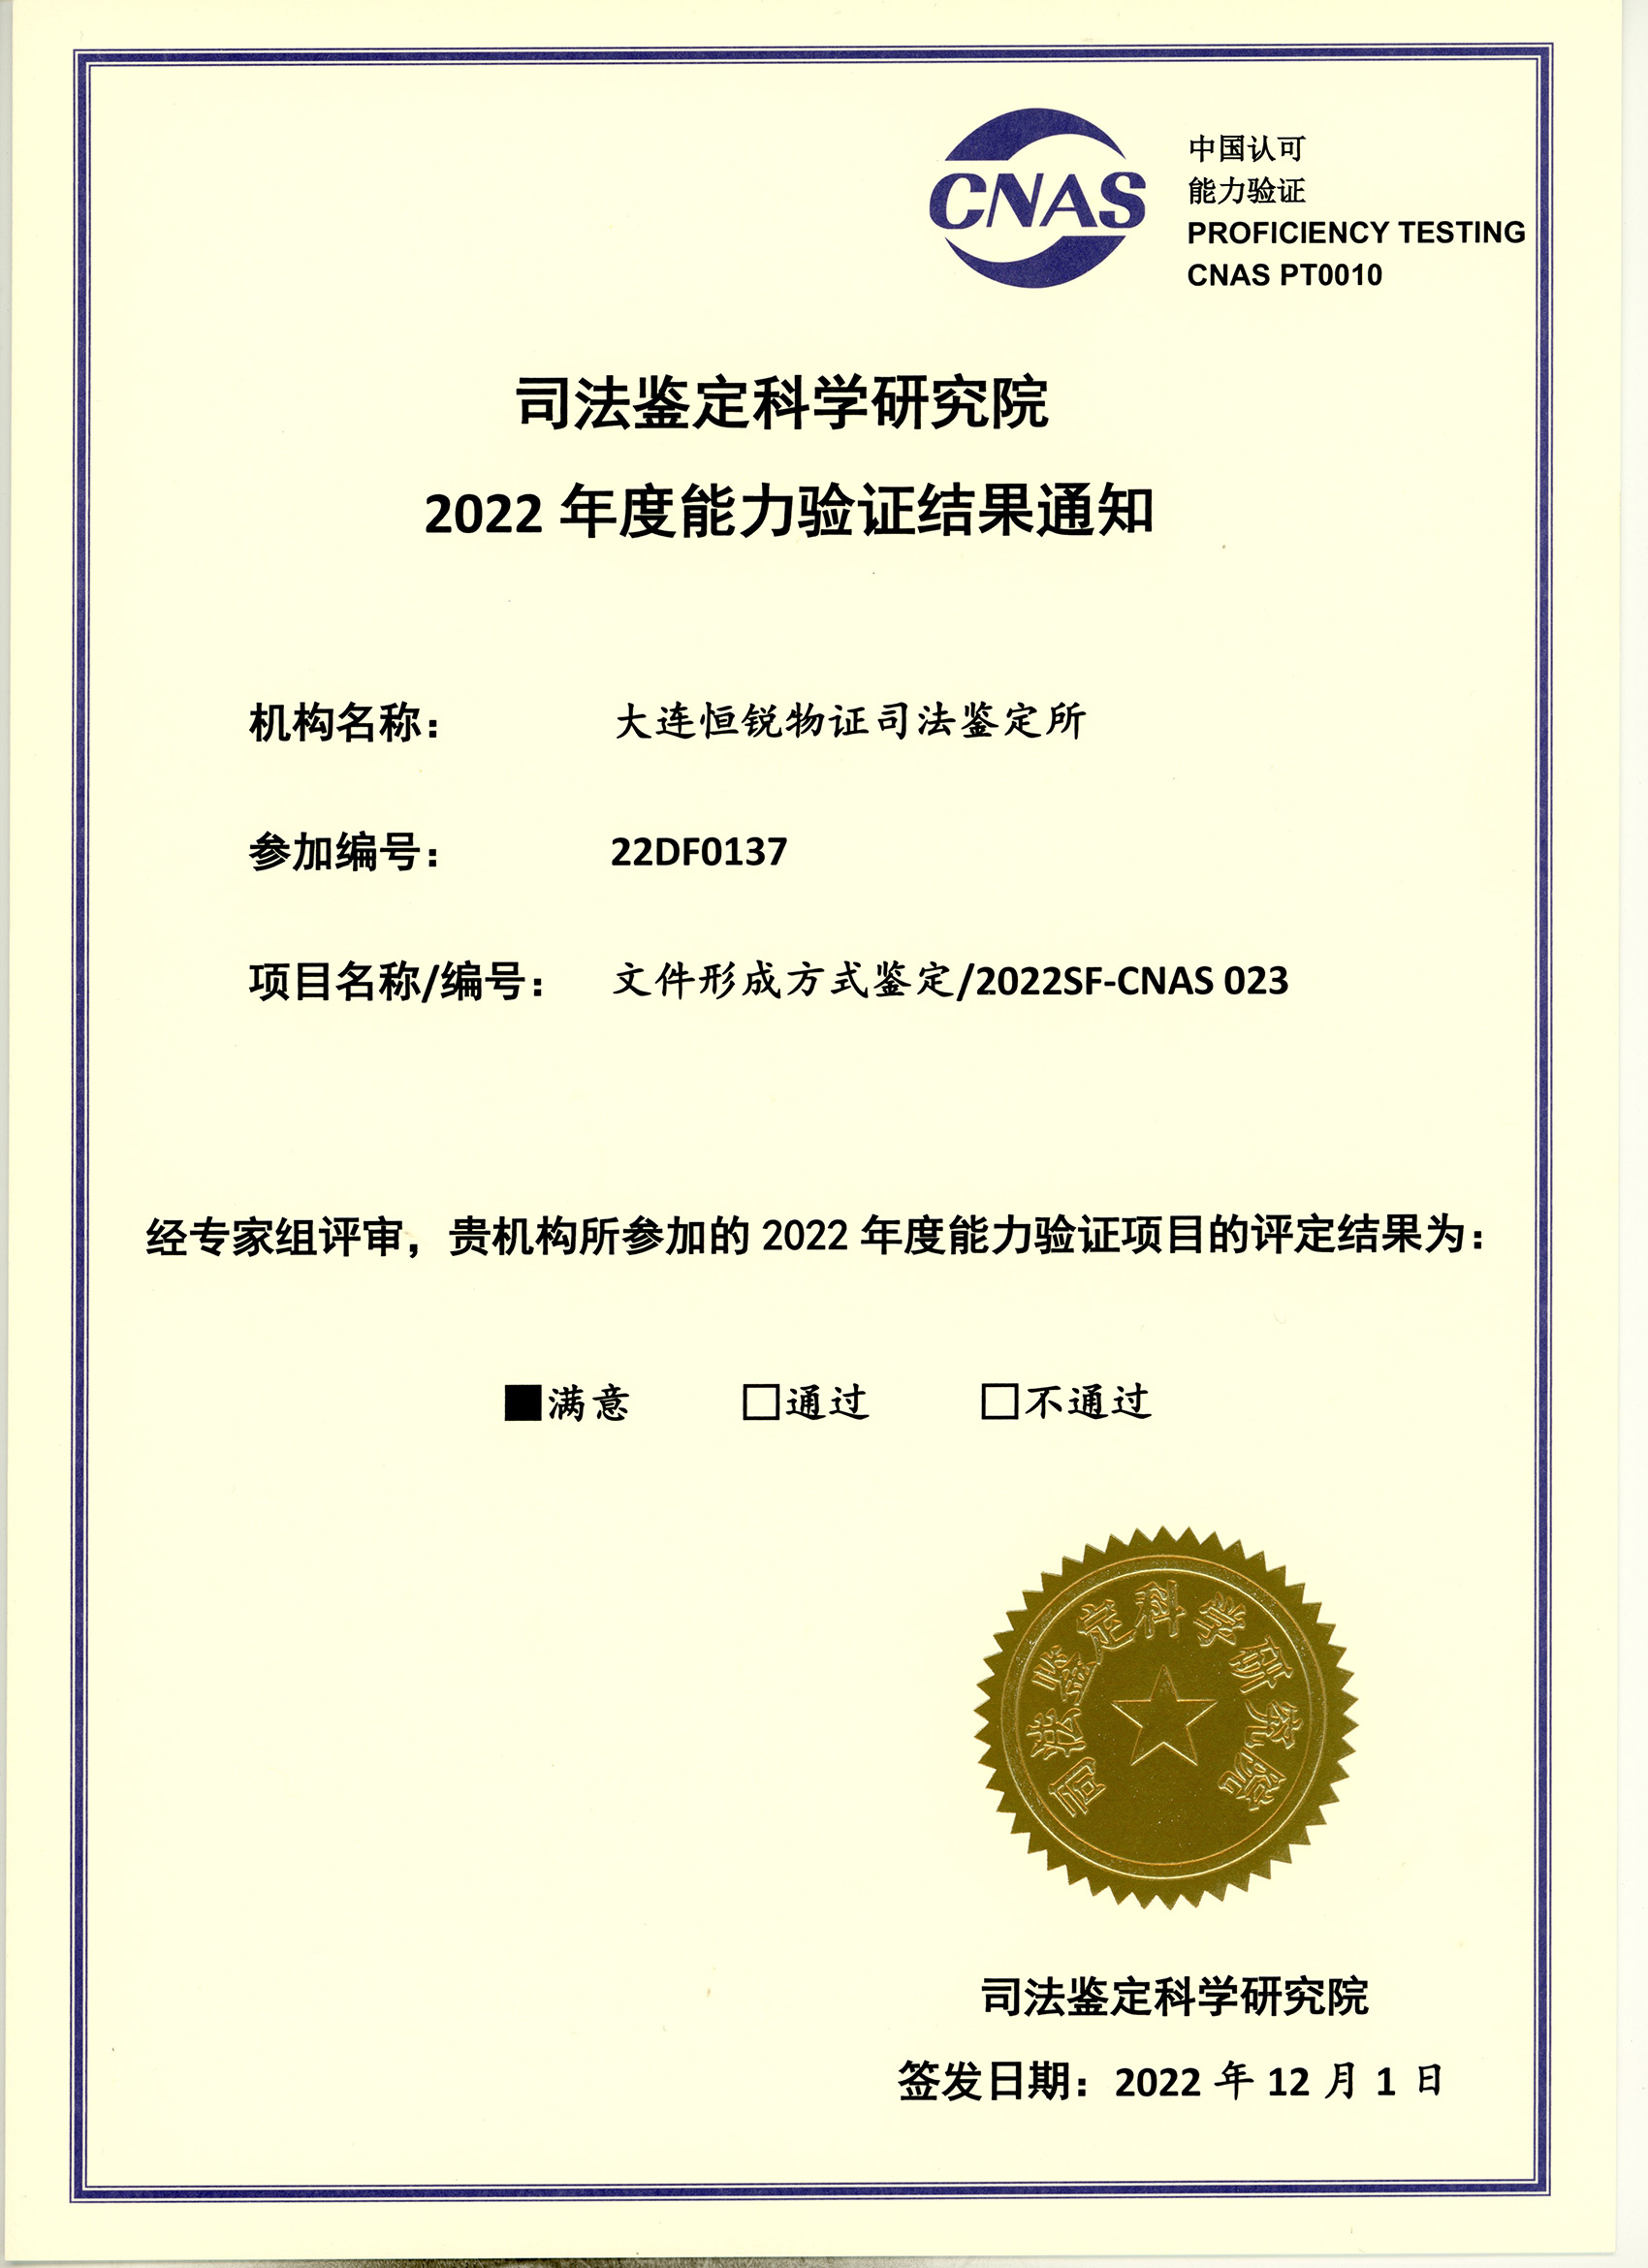 CNAS
中国认可
能力验证
PROFICIENCY TESTING
CNAS PT0010
司法鉴定科学研究院
2022 年度能力验证结果通知
机构名称： 大连恒锐物证司法鉴定所
参加编号： 22DF0137
项目名称/编号： 文件形成方式鉴定/2022SF-CNAS 023
经专家组评审，贵机构所参加的 2022 年度能力验证项目的评定结果为：
■满意 □通过 □不通过
司法鉴定科学研究院
司法鉴定科学研究院
签发日期：2022 年 12 月 1 日